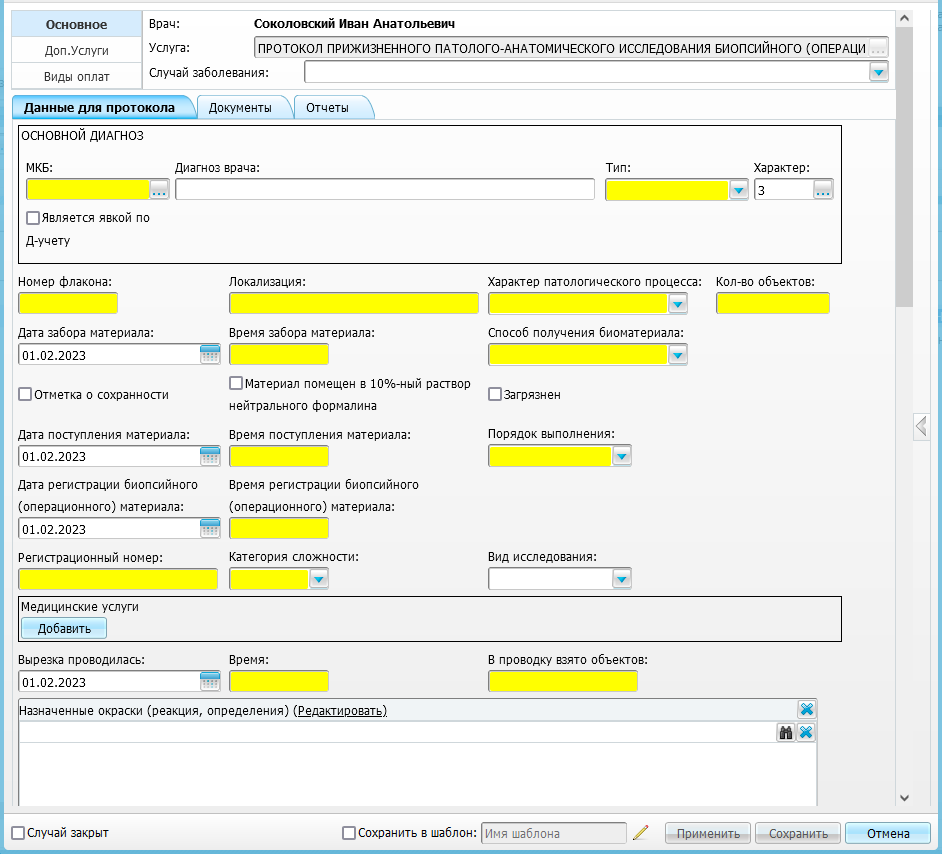 Основное
Доп.Услуги
Виды оплат
Врач: Соколовский Иван Анатольевич
Услуга: ПРОТОКОЛ ПРИЖИЗНЕННОГО ПАТОЛОГО-АНАТОМИЧЕСКОГО ИССЛЕДОВАНИЯ БИОПСИЙНОГО (ОПЕРАЦИ ...
Случай заболевания:
Данные для протокола Документы Отчеты
ОСНОВНОЙ ДИАГНОЗ
МКБ: Диагноз врача: Тип: Характер:
... 3 ...
Является явкой по
Д-учету
Номер флакона: Локализация: Характер патологического процесса: Кол-во объектов:
Дата забора материала: Время забора материала: Способ получения биоматериала:
01.02.2023
Отметка о сохранности
Материал помещен в 10%-ный раствор
нейтрального формалина
Загрязнен
Дата поступления материала: Время поступления материала: Порядок выполнения:
01.02.2023
Дата регистрации биопсийного
(операционного) материала:
Время регистрации биопсийного
(операционного) материала:
01.02.2023
Регистрационный номер: Категория сложности: Вид исследования:
Медицинские услуги
Добавить
Вырезка проводилась: Время: В проводку взято объектов:
01.02.2023
Назначенные окраски (реакция, определения) (Редактировать)
Случай закрыт Сохранить в шаблон: Имя шаблона Применить Сохранить Отмена